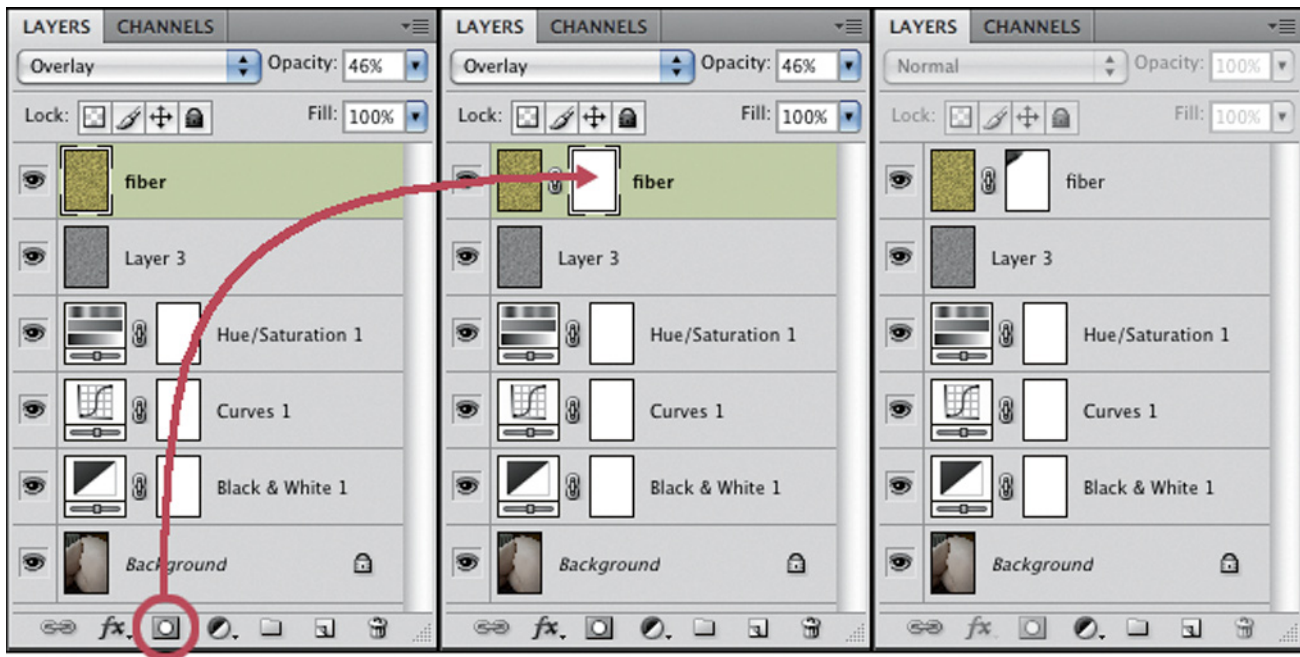 LAYERS CHANNELS
Overlay Opacity: 46%
Lock: Fill: 100%
fiber
Layer 3
Hue/Saturation 1
Curves 1
Black & White 1
Background
fx.
LAYERS CHANNELS
Overlay Opacity: 46%
Lock: Fill: 100%
fiber
Layer 3
Hue/Saturation 1
Curves 1
Black & White 1
Background
fx.
LAYERS CHANNELS
Normal Opacity: 100%
Lock: Fill: 100%
fiber
Layer 3
Hue/Saturation 1
Curves 1
Black & White 1
Background
fx.